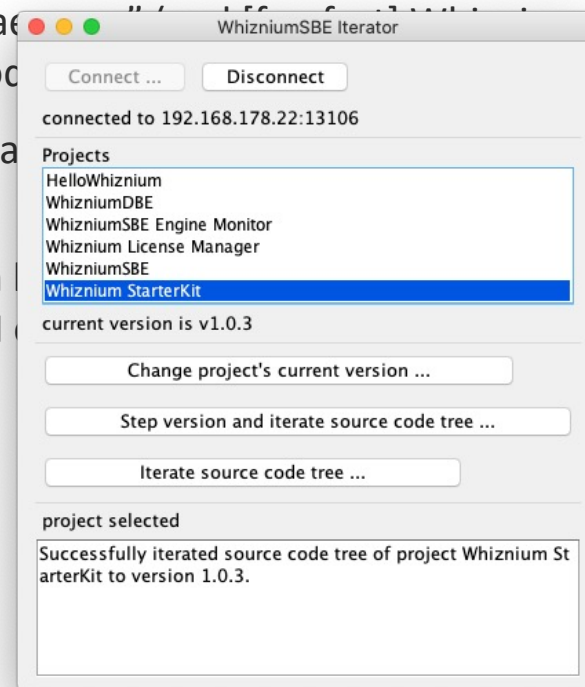 WhizniumSBE Iterator
Connect ...
Disconnect
connected to 192.168.178.22:13106
Projects
HelloWhiznium
WhizniumDBE
WhizniumSBE Engine Monitor
Whiznium License Manager
WhizniumSBE
Whiznium StarterKit
current version is v1.0.3
Change project's current version ...
Step version and iterate source code tree ...
Iterate source code tree ...
project selected
Successfully iterated source code tree of project Whiznium St
arterKit to version 1.0.3.